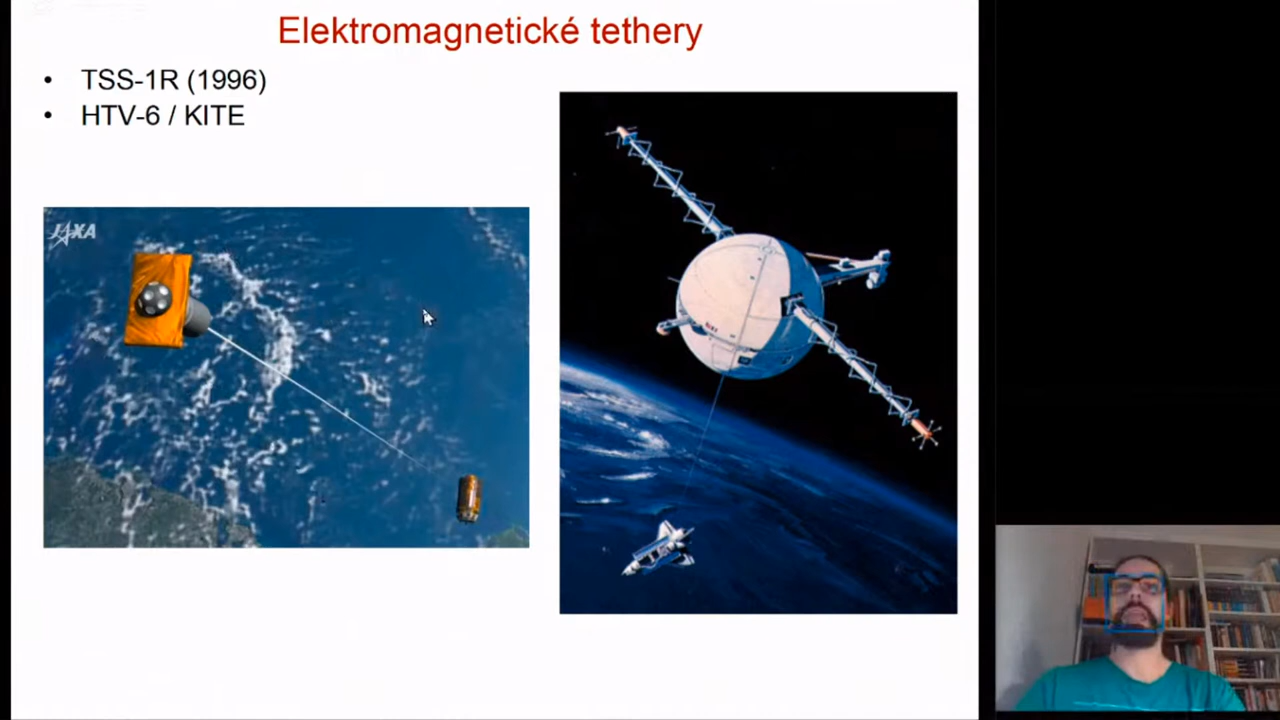 Elektromagnetické tethery
• TSS-1R (1996)
• HTV-6 / KITE
JAXA